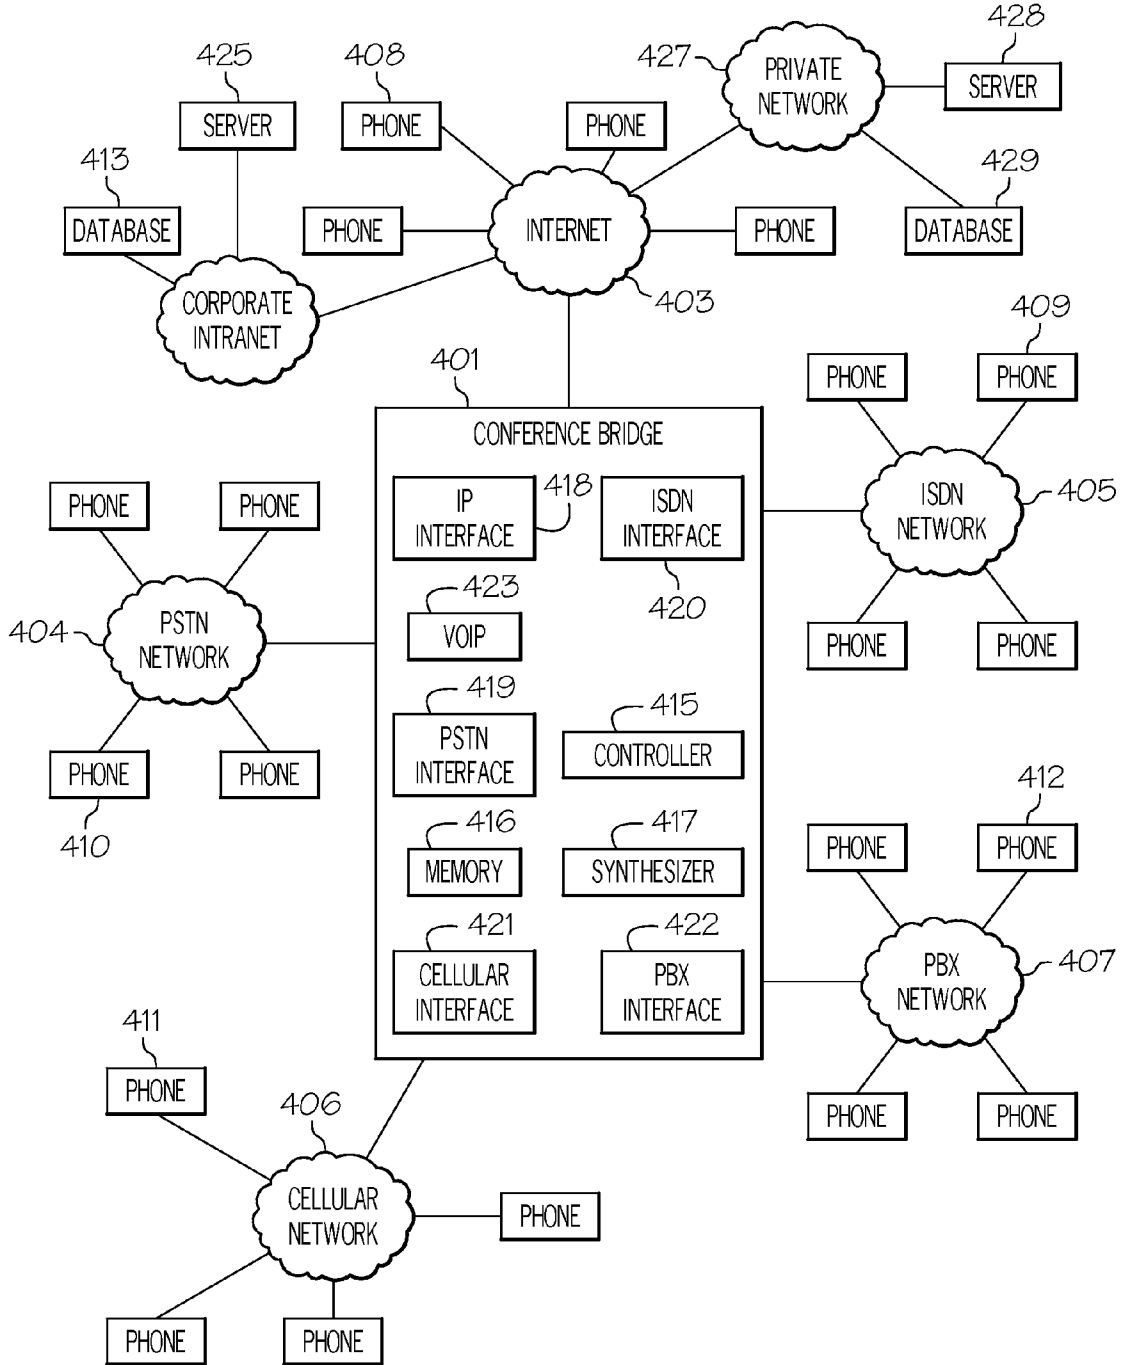 425
408
427
PRIVATE
NETWORK
428
SERVER
SERVER
PHONE
PHONE
413
DATABASE
PHONE
INTERNET
PHONE
429
DATABASE
403
CORPORATE
INTRANET
409
PHONE
PHONE
401
CONFERENCE BRIDGE
IP
INTERFACE
418
ISDN
INTERFACE
420
ISDN
NETWORK
405
PHONE
PHONE
423
VOIP
404
PSTN
NETWORK
PHONE
PHONE
419
PSTN
INTERFACE
415
CONTROLLER
PHONE
PHONE
410
416
MEMORY
417
SYNTHESIZER
412
PHONE
PHONE
421
CELLULAR
INTERFACE
422
PBX
INTERFACE
PBX
NETWORK
407
411
PHONE
PHONE
PHONE
406
CELLULAR
NETWORK
PHONE
PHONE
PHONE